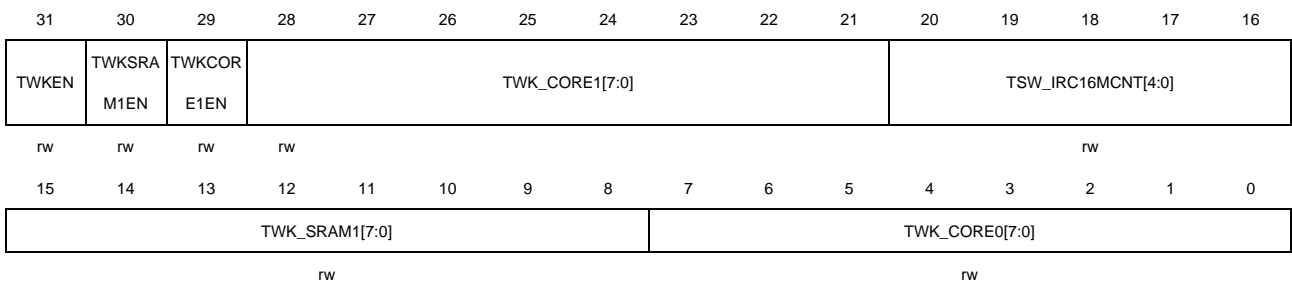 31 30 29 28 27 26 25 24 23 22 21 20 19 18 17 16
TWKEN TWKSRA TWKCOR TWK_CORE1[7:0] TSW_IRC16MCNT[4:0]
M1EN E1EN
rw rw rw rw rw
15 14 13 12 11 10 9 8 7 6 5 4 3 2 1 0
TWK_SRAM1[7:0] TWK_CORE0[7:0]
rw rw